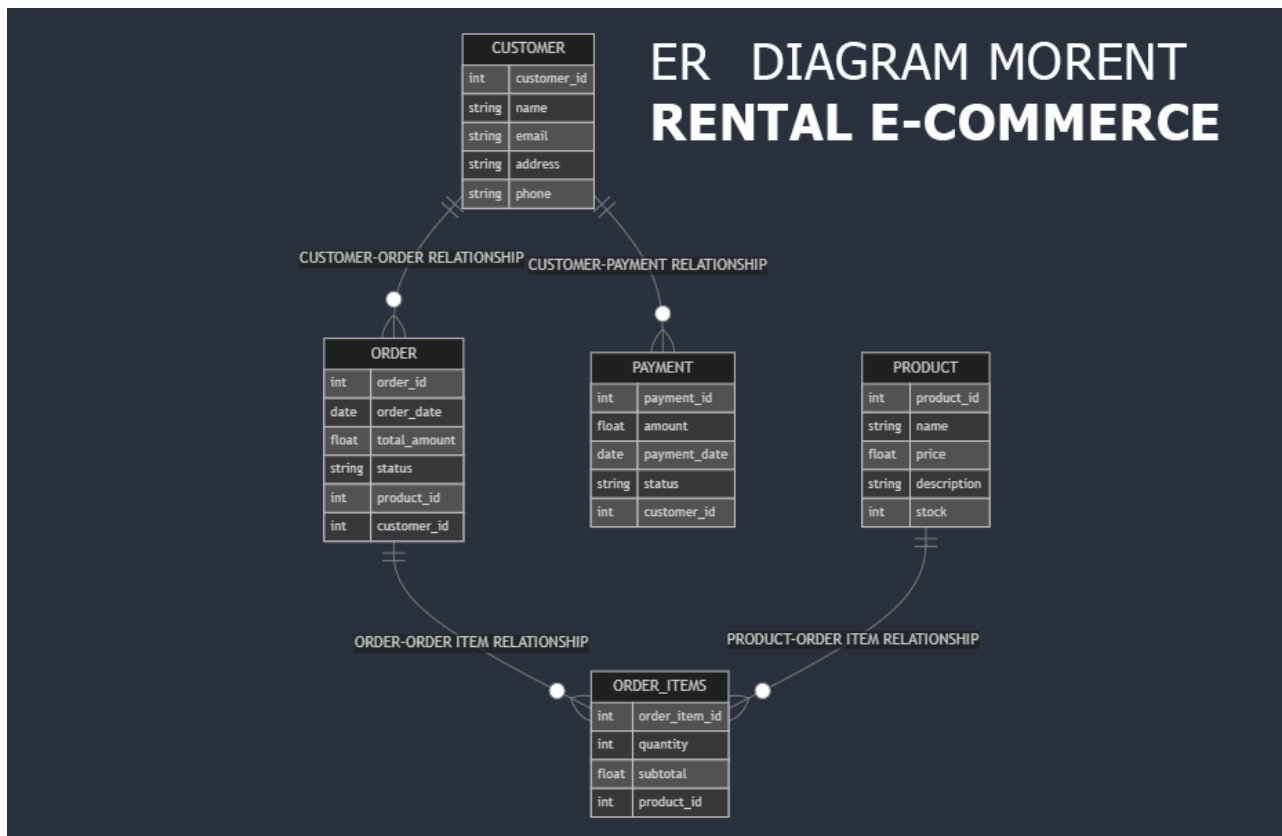 ER DIAGRAM MORENT
RENTAL E-COMMERCE
CUSTOMER
int customer_id
string name
string email
string address
string phone
CUSTOMER-ORDER RELATIONSHIP
CUSTOMER-PAYMENT RELATIONSHIP
ORDER
int order_id
date order_date
float total_amount
string status
int product_id
int customer_id
PAYMENT
int payment_id
float amount
date payment_date
string status
int customer_id
PRODUCT
int product_id
string name
float price
string description
int stock
ORDER-ORDER ITEM RELATIONSHIP
PRODUCT-ORDER ITEM RELATIONSHIP
ORDER_ITEMS
int order_item_id
int quantity
float subtotal
int product_id